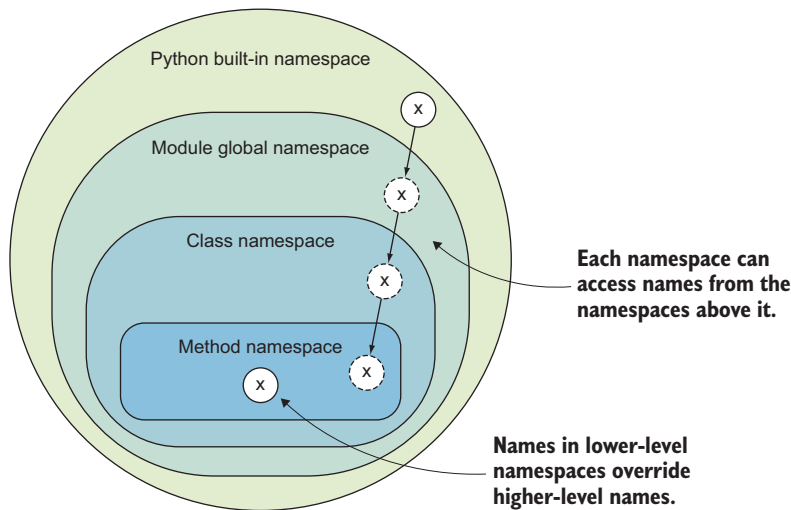 Python built-in namespace
x
Module global namespace
x
Class namespace
x
Each namespace can
access names from the
namespaces above it.
Method namespace
x
x
Names in lower-level
namespaces override
higher-level names.